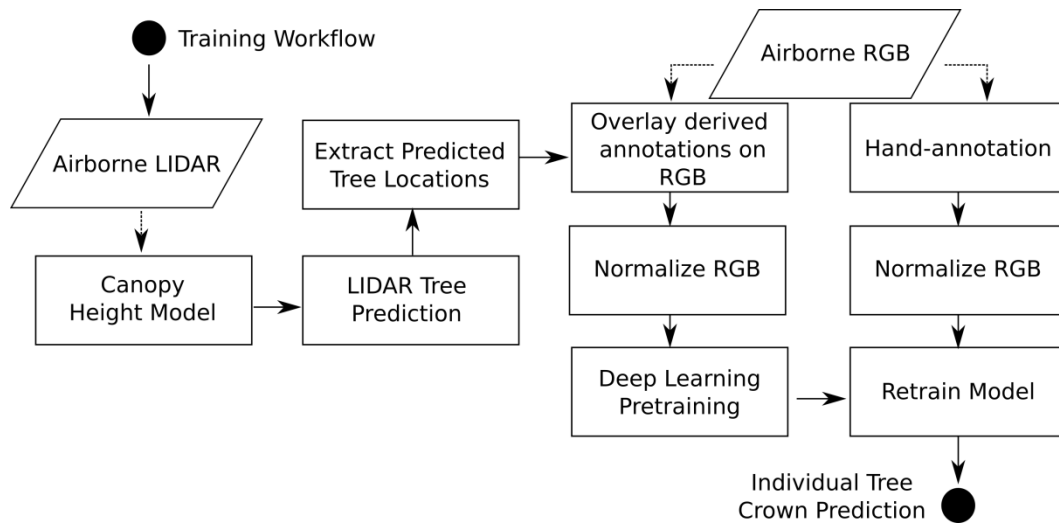 Training Workflow
Airborne LIDAR
Canopy
Height Model
LIDAR Tree
Prediction
Extract Predicted
Tree Locations
Airborne RGB
Overlay derived
annotations on
RGB
Normalize RGB
Deep Learning
Pretraining
Hand-annotation
Normalize RGB
Retrain Model
Individual Tree
Crown Prediction